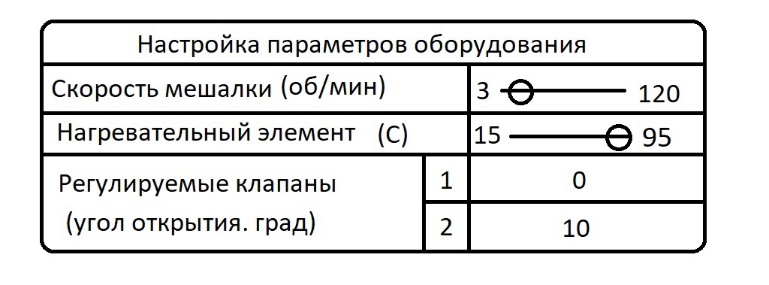 Настройка параметров оборудования
Скорость мешалки (об/мин) 3 120
Нагревательный элемент (С) 15 95
Регулируемые клапаны 1 0
(угол открытия. град) 2 10